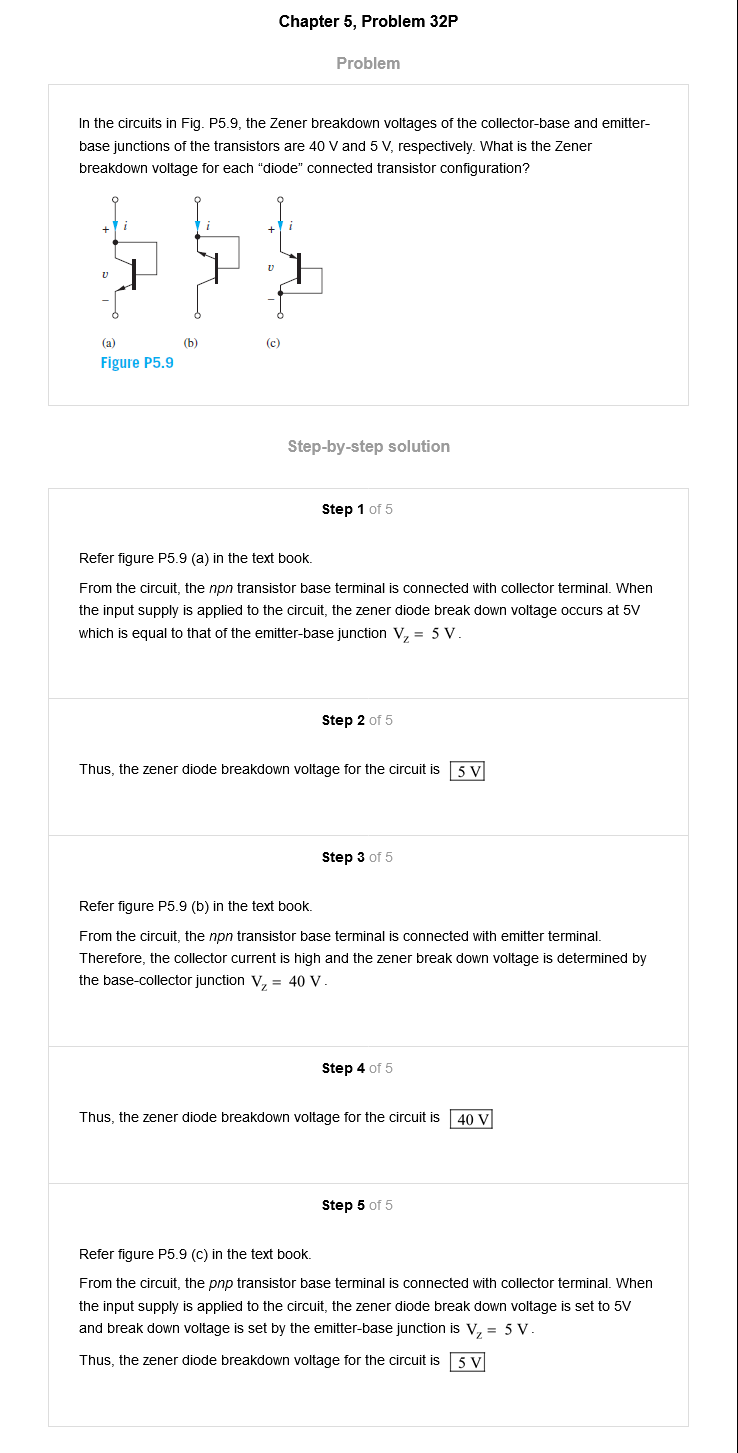 Chapter 5, Problem 32P
Problem
In the circuits in Fig. P5.9, the Zener breakdown voltages of the collector-base and emitter-
base junctions of the transistors are 40 V and 5 V, respectively. What is the Zener
breakdown voltage for each “diode” connected transistor configuration?
+ i i + i
v v
– –
(a) (b) (c)
Figure P5.9
Step-by-step solution
Step 1 of 5
Refer figure P5.9 (a) in the text book.
From the circuit, the npn transistor base terminal is connected with collector terminal. When
the input supply is applied to the circuit, the zener diode break down voltage occurs at 5V
which is equal to that of the emitter-base junction V_z = 5 V.
Step 2 of 5
Thus, the zener diode breakdown voltage for the circuit is 5 V
Step 3 of 5
Refer figure P5.9 (b) in the text book.
From the circuit, the npn transistor base terminal is connected with emitter terminal.
Therefore, the collector current is high and the zener break down voltage is determined by
the base-collector junction V_z = 40 V.
Step 4 of 5
Thus, the zener diode breakdown voltage for the circuit is 40 V
Step 5 of 5
Refer figure P5.9 (c) in the text book.
From the circuit, the pnp transistor base terminal is connected with collector terminal. When
the input supply is applied to the circuit, the zener diode break down voltage is set to 5V
and break down voltage is set by the emitter-base junction is V_z = 5 V.
Thus, the zener diode breakdown voltage for the circuit is 5 V